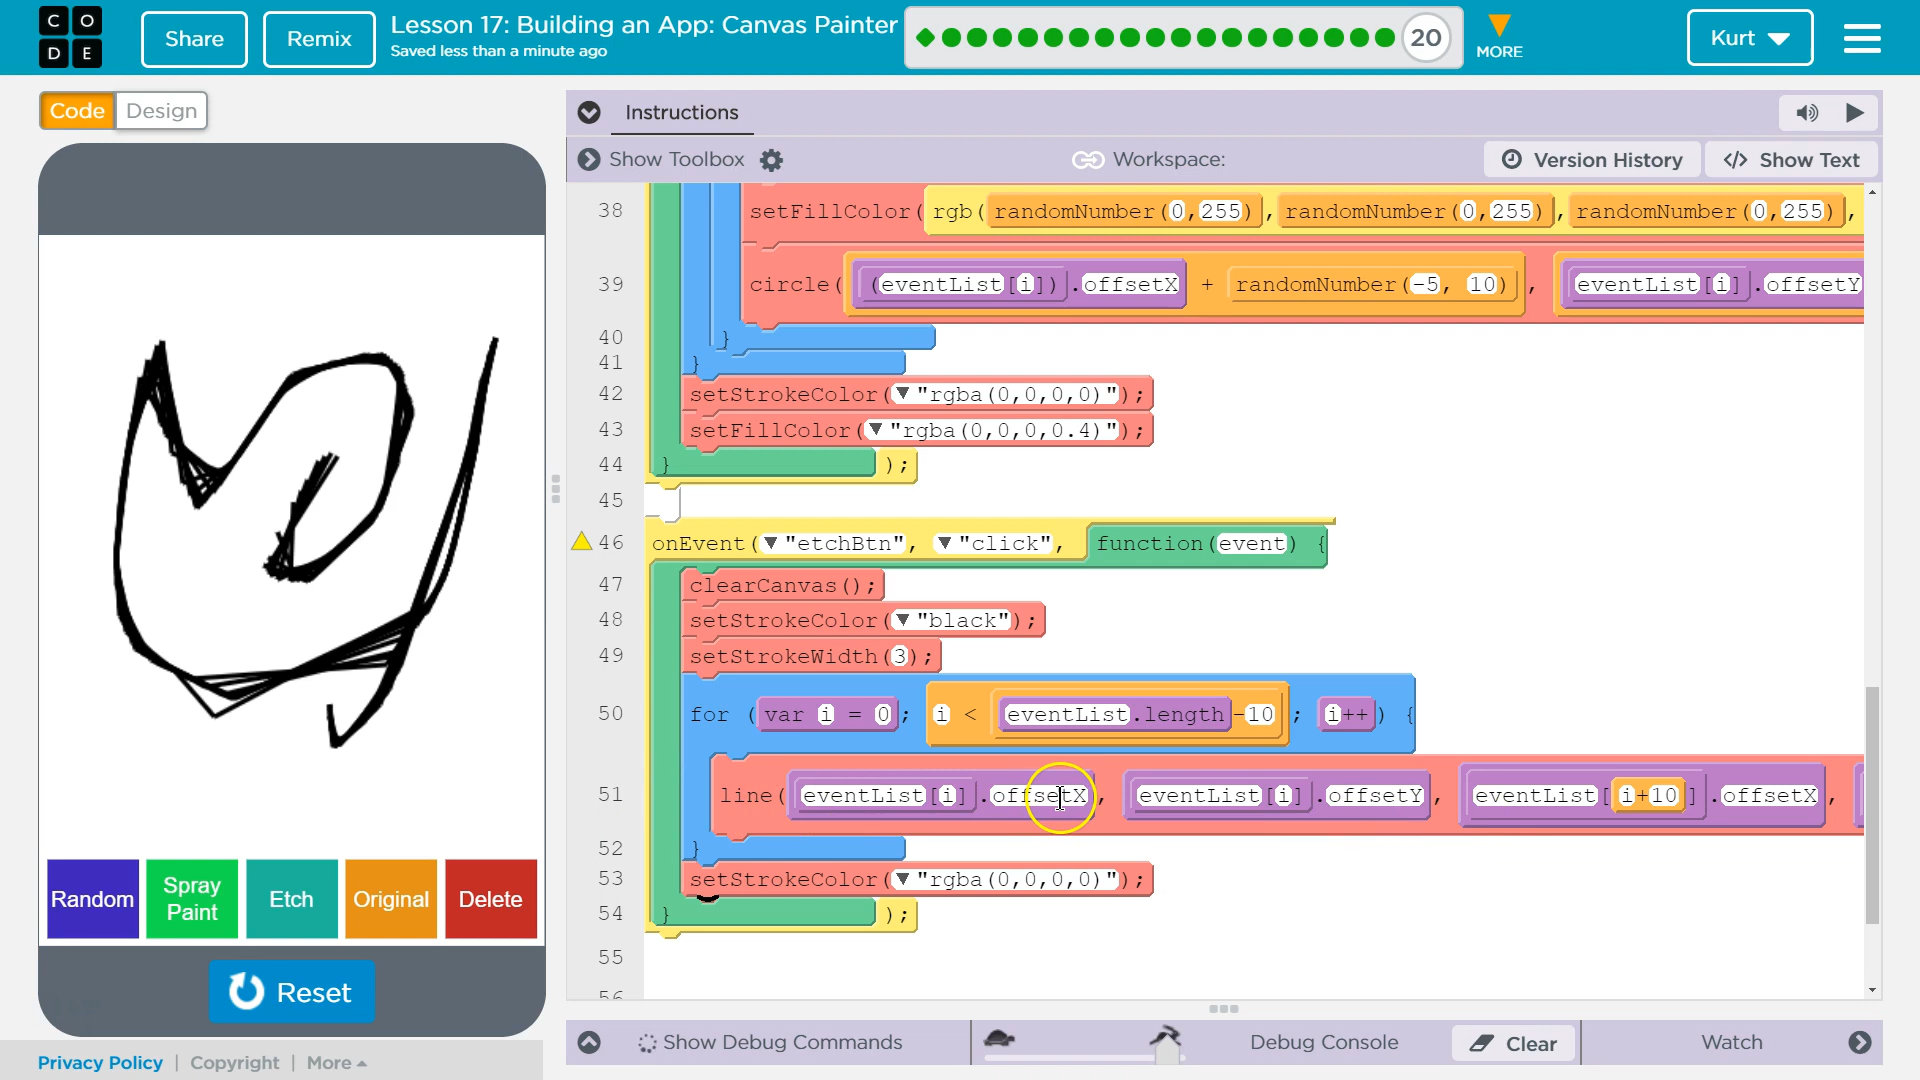 C O
D E
Share
Remix
Lesson 17: Building an App: Canvas Painter
Saved less than a minute ago
20
MORE
Kurt
Code
Design
Instructions
Show Toolbox
Workspace:
Version History
</> Show Text
38 setFillColor( rgb( randomNumber(0,255), randomNumber(0,255), randomNumber(0,255),
39 circle( (eventList[i]).offsetX + randomNumber(-5, 10), eventList[i].offsetY
40 }
41 }
42 setStrokeColor("rgba(0,0,0,0)");
43 setFillColor("rgba(0,0,0,0.4)");
44 } );
45
46 onEvent("etchBtn", "click", function(event) {
47 clearCanvas();
48 setStrokeColor("black");
49 setStrokeWidth(3);
50 for (var i = 0; i < eventList.length-10; i++) {
51 line( eventList[i].offsetX, eventList[i].offsetY, eventList[i+10].offsetX,
52 }
53 setStrokeColor("rgba(0,0,0,0)");
54 } );
55
56
Random
Spray Paint
Etch
Original
Delete
Reset
Show Debug Commands
Debug Console
Clear
Watch
Privacy Policy | Copyright | More